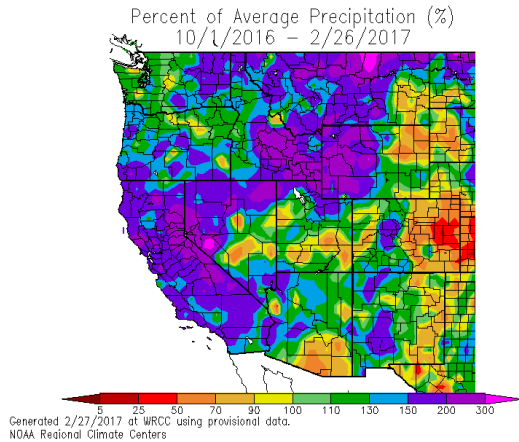 Percent of Average Precipitation (%)
10/1/2016 – 2/26/2017
5 25 50 70 90 100 110 130 150 200 300
Generated 2/27/2017 at WRCC using provisional data.
NOAA Regional Climate Centers